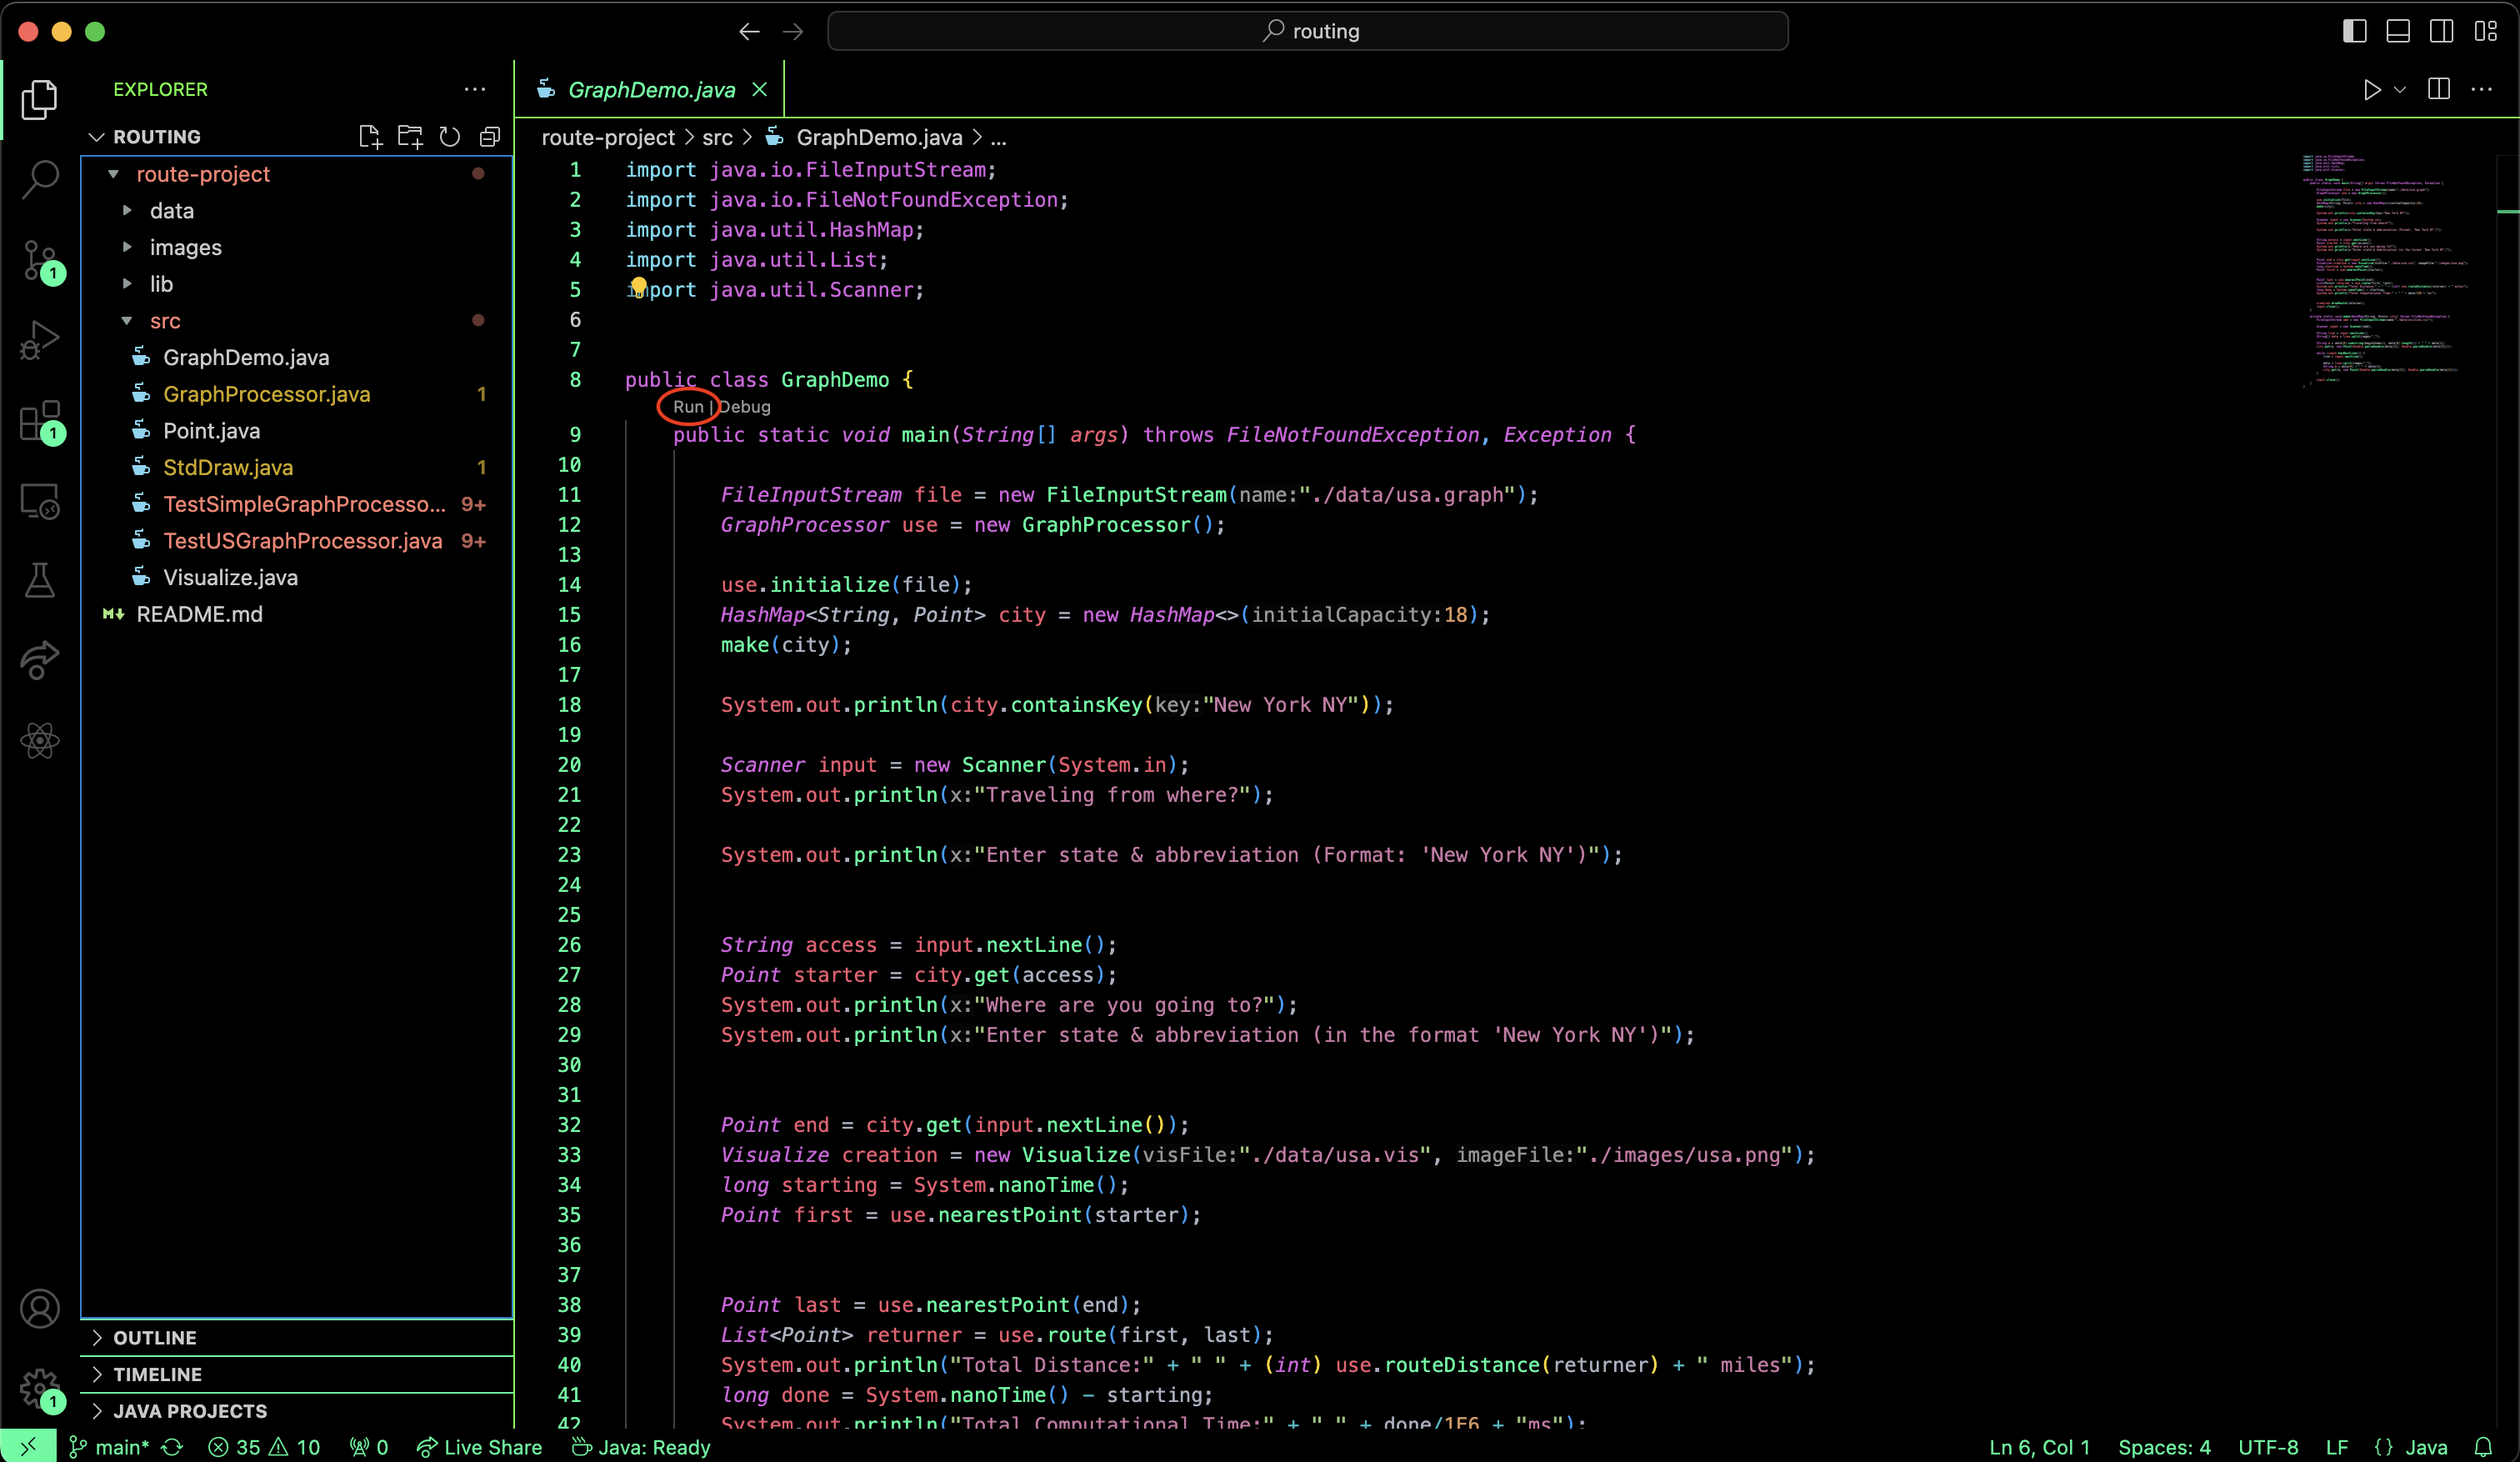 routing
EXPLORER
ROUTING
route-project
data
images
lib
src
GraphDemo.java
GraphProcessor.java 1
Point.java
StdDraw.java 1
TestSimpleGraphProcesso... 9+
TestUSGraphProcessor.java 9+
Visualize.java
README.md
OUTLINE
TIMELINE
JAVA PROJECTS
1
1
1
GraphDemo.java
route-project > src > GraphDemo.java > ...
1 import java.io.FileInputStream;
2 import java.io.FileNotFoundException;
3 import java.util.HashMap;
4 import java.util.List;
5 import java.util.Scanner;
6
7
8 public class GraphDemo {
Run | Debug
9 public static void main(String[] args) throws FileNotFoundException, Exception {
10
11 FileInputStream file = new FileInputStream(name:"./data/usa.graph");
12 GraphProcessor use = new GraphProcessor();
13
14 use.initialize(file);
15 HashMap<String, Point> city = new HashMap<>(initialCapacity:18);
16 make(city);
17
18 System.out.println(city.containsKey(key:"New York NY"));
19
20 Scanner input = new Scanner(System.in);
21 System.out.println(x:"Traveling from where?");
22
23 System.out.println(x:"Enter state & abbreviation (Format: 'New York NY')");
24
25
26 String access = input.nextLine();
27 Point starter = city.get(access);
28 System.out.println(x:"Where are you going to?");
29 System.out.println(x:"Enter state & abbreviation (in the format 'New York NY')");
30
31
32 Point end = city.get(input.nextLine());
33 Visualize creation = new Visualize(visFile:"./data/usa.vis", imageFile:"./images/usa.png");
34 long starting = System.nanoTime();
35 Point first = use.nearestPoint(starter);
36
37
38 Point last = use.nearestPoint(end);
39 List<Point> returner = use.route(first, last);
40 System.out.println("Total Distance:" + " " + (int) use.routeDistance(returner) + " miles");
41 long done = System.nanoTime() - starting;
42 System.out.println("Total Computational Time:" + " " + done/1E6 + "ms");
main* 35 10 0 Live Share Java: Ready Ln 6, Col 1 Spaces: 4 UTF-8 LF {} Java